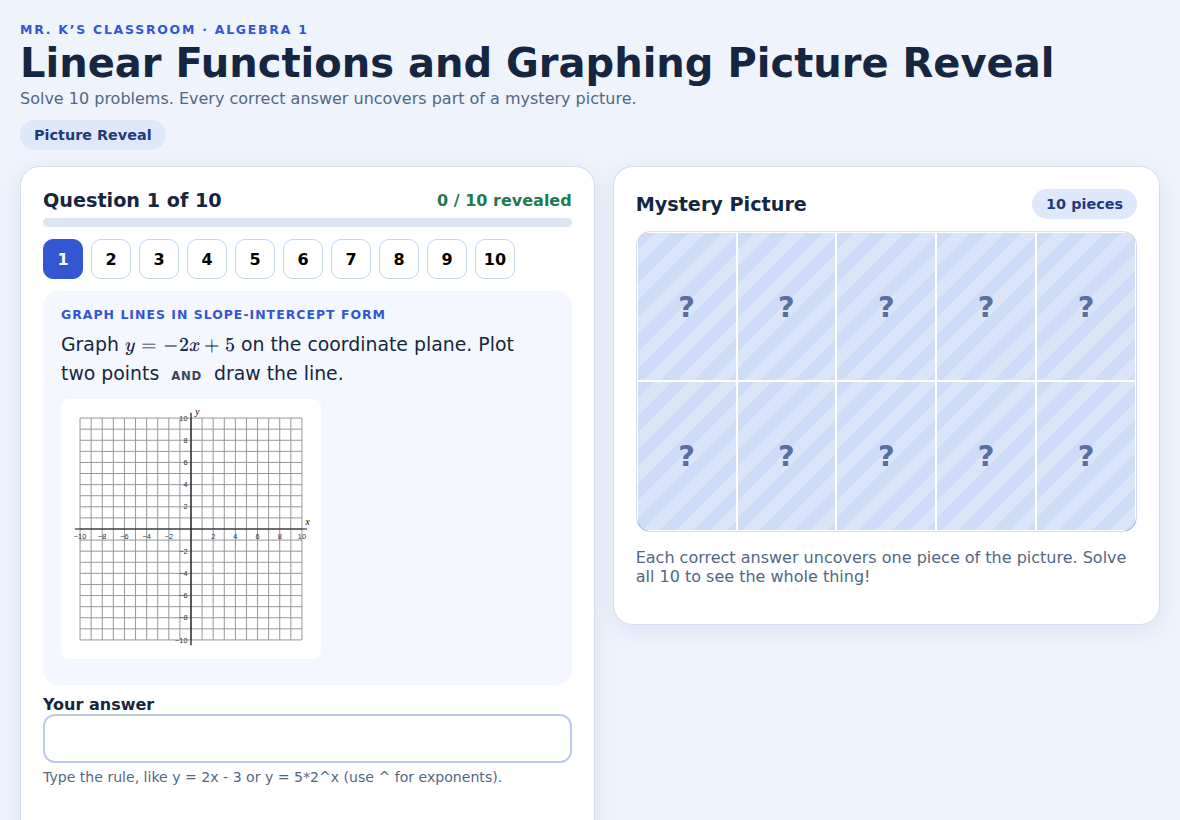 MR. K’S CLASSROOM · ALGEBRA 1
Linear Functions and Graphing Picture Reveal
Solve 10 problems. Every correct answer uncovers part of a mystery picture.
Picture Reveal
Question 1 of 10
0 / 10 revealed
1 2 3 4 5 6 7 8 9 10
GRAPH LINES IN SLOPE-INTERCEPT FORM
Graph y = −2x + 5 on the coordinate plane. Plot
two points AND draw the line.
y
10
8
6
4
2
x
−10 −8 −6 −4 −2 2 4 6 8 10
−2
−4
−6
−8
−10
Your answer
Type the rule, like y = 2x - 3 or y = 5*2^x (use ^ for exponents).
Mystery Picture
10 pieces
? ? ? ? ?
? ? ? ? ?
Each correct answer uncovers one piece of the picture. Solve
all 10 to see the whole thing!